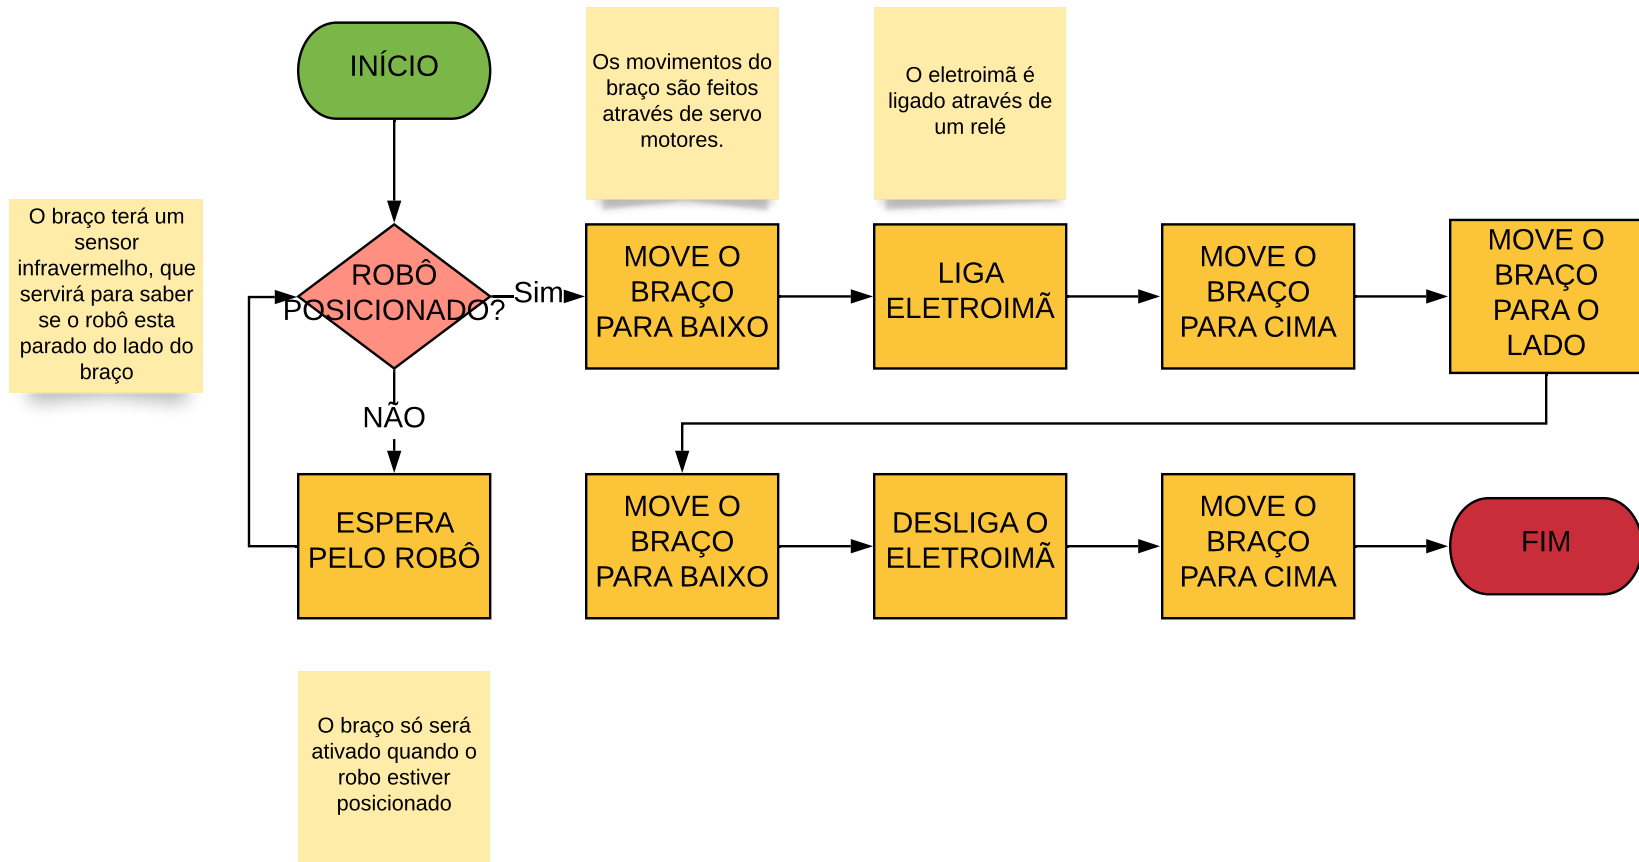 INÍCIO
Os movimentos do
braço são feitos
através de servo
motores.
O eletroimã é
ligado através de
um relé
O braço terá um
sensor
infravermelho, que
servirá para saber
se o robô esta
parado do lado do
braço
ROBÔ
POSICIONADO?
Sim
MOVE O
BRAÇO
PARA BAIXO
LIGA
ELETROIMÃ
MOVE O
BRAÇO
PARA CIMA
MOVE O
BRAÇO
PARA O
LADO
NÃO
ESPERA
PELO ROBÔ
MOVE O
BRAÇO
PARA BAIXO
DESLIGA O
ELETROIMÃ
MOVE O
BRAÇO
PARA CIMA
FIM
O braço só será
ativado quando o
robo estiver
posicionado